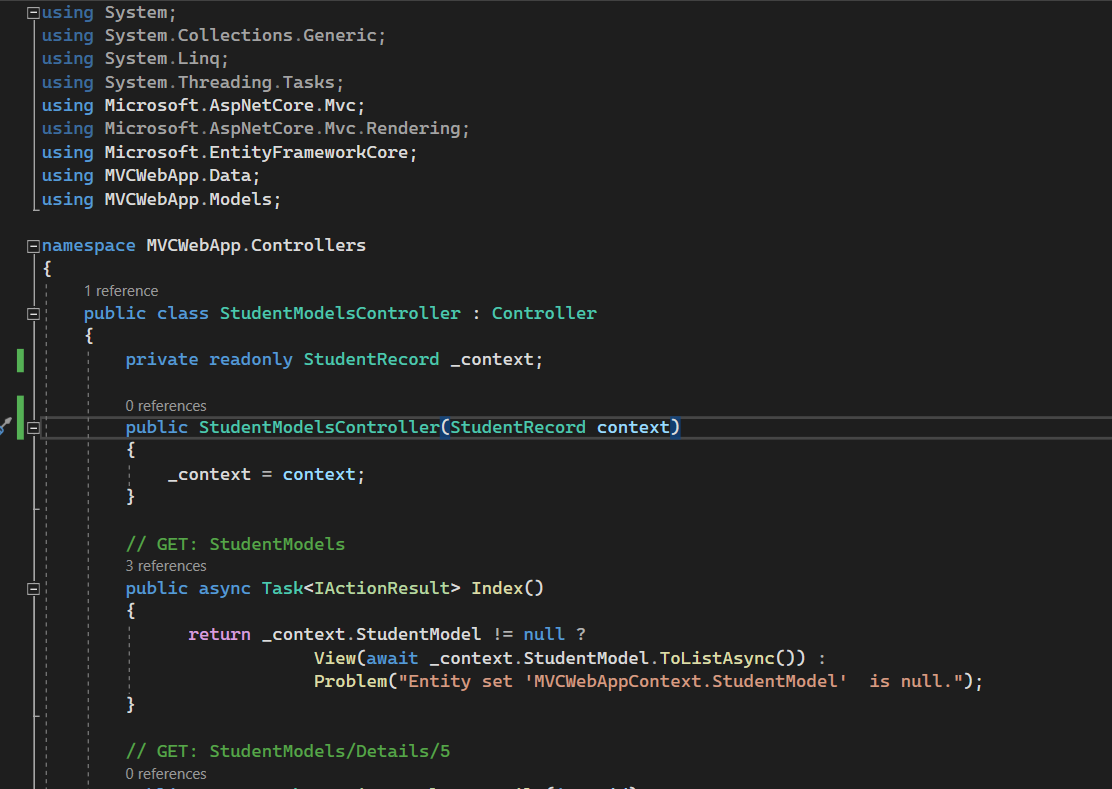 using System;
using System.Collections.Generic;
using System.Linq;
using System.Threading.Tasks;
using Microsoft.AspNetCore.Mvc;
using Microsoft.AspNetCore.Mvc.Rendering;
using Microsoft.EntityFrameworkCore;
using MVCWebApp.Data;
using MVCWebApp.Models;
namespace MVCWebApp.Controllers
{
1 reference
public class StudentModelsController : Controller
{
private readonly StudentRecord _context;
0 references
public StudentModelsController(StudentRecord context)
{
_context = context;
}
// GET: StudentModels
3 references
public async Task<IActionResult> Index()
{
return _context.StudentModel != null ?
View(await _context.StudentModel.ToListAsync()) :
Problem("Entity set 'MVCWebAppContext.StudentModel'  is null.");
}
// GET: StudentModels/Details/5
0 references